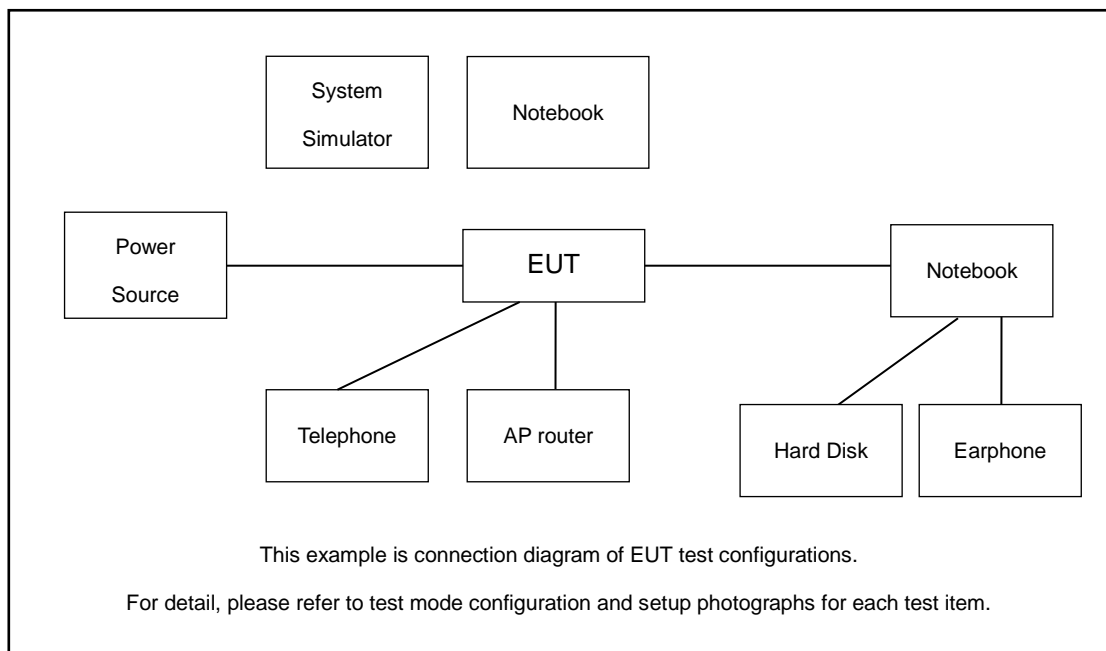 System
Simulator
Notebook
Power
Source
EUT
Notebook
Telephone
AP router
Hard Disk
Earphone
This example is connection diagram of EUT test configurations.
For detail, please refer to test mode configuration and setup photographs for each test item.